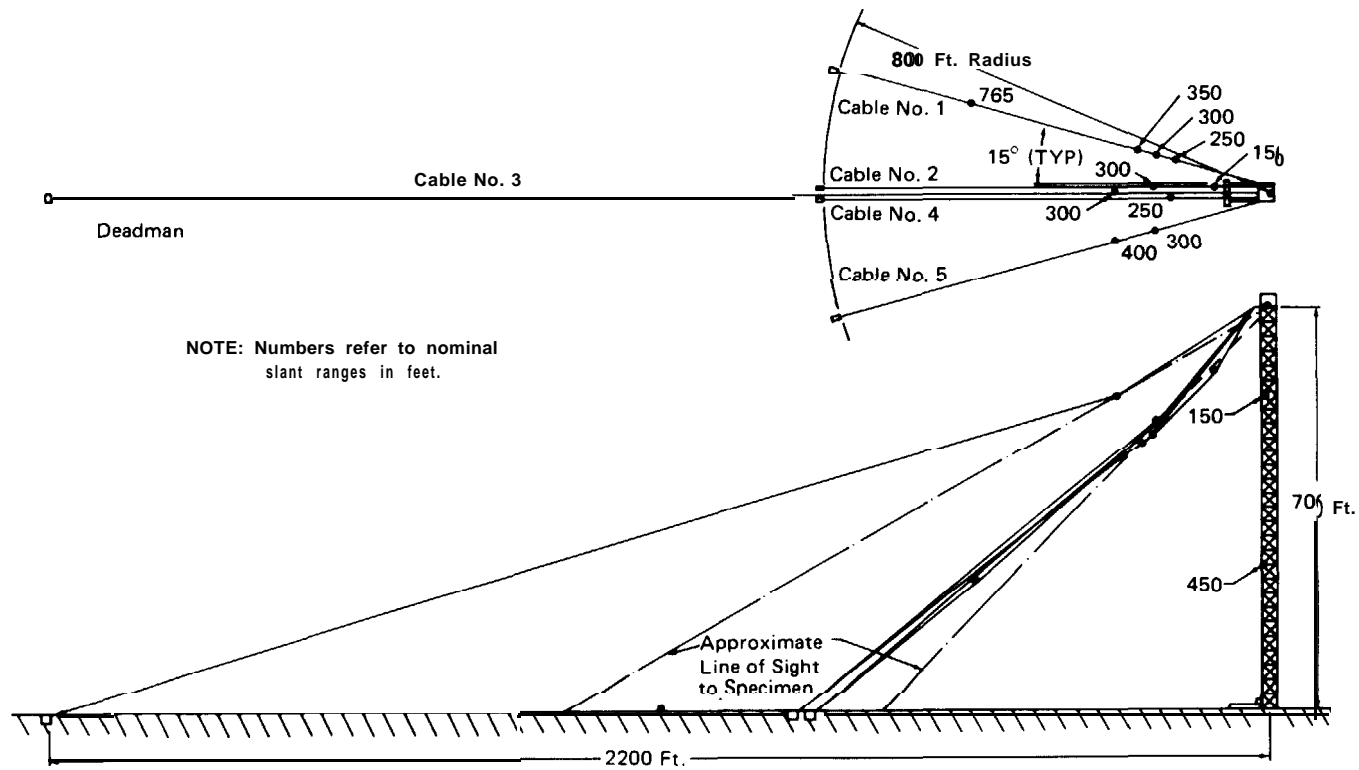 800 Ft. Radius
765
350
Cable No. 1
300
250
15° (TYP)
150
Cable No. 2
300
Cable No. 3
Cable No. 4
300
250
Deadman
300
400
Cable No. 5
NOTE: Numbers refer to nominal
slant ranges in feet.
150
700 Ft.
450
Approximate
Line of Sight
to Specimen
2200 Ft.